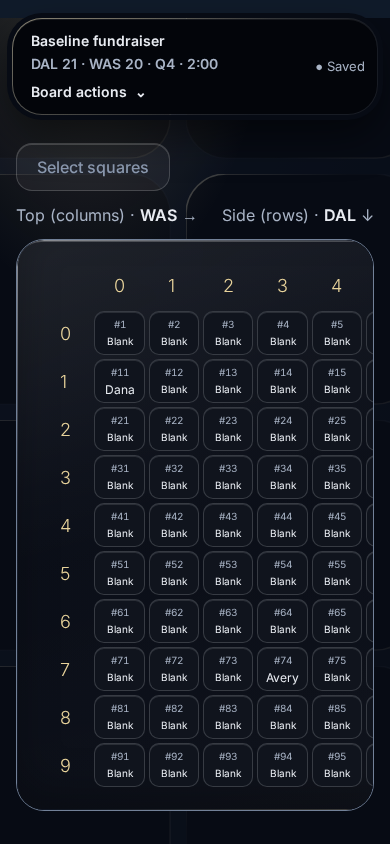 Baseline fundraiser
DAL 21 · WAS 20 · Q4 · 2:00
● Saved
Board actions ⌄
Select squares
Top (columns) · WAS → Side (rows) · DAL ↓
0 1 2 3 4
#1 #2 #3 #4 #5
0 Blank Blank Blank Blank Blank
#11 #12 #13 #14 #15
1 Dana Blank Blank Blank Blank
#21 #22 #23 #24 #25
2 Blank Blank Blank Blank Blank
#31 #32 #33 #34 #35
3 Blank Blank Blank Blank Blank
#41 #42 #43 #44 #45
4 Blank Blank Blank Blank Blank
#51 #52 #53 #54 #55
5 Blank Blank Blank Blank Blank
#61 #62 #63 #64 #65
6 Blank Blank Blank Blank Blank
#71 #72 #73 #74 #75
7 Blank Blank Blank Avery Blank
#81 #82 #83 #84 #85
8 Blank Blank Blank Blank Blank
#91 #92 #93 #94 #95
9 Blank Blank Blank Blank Blank